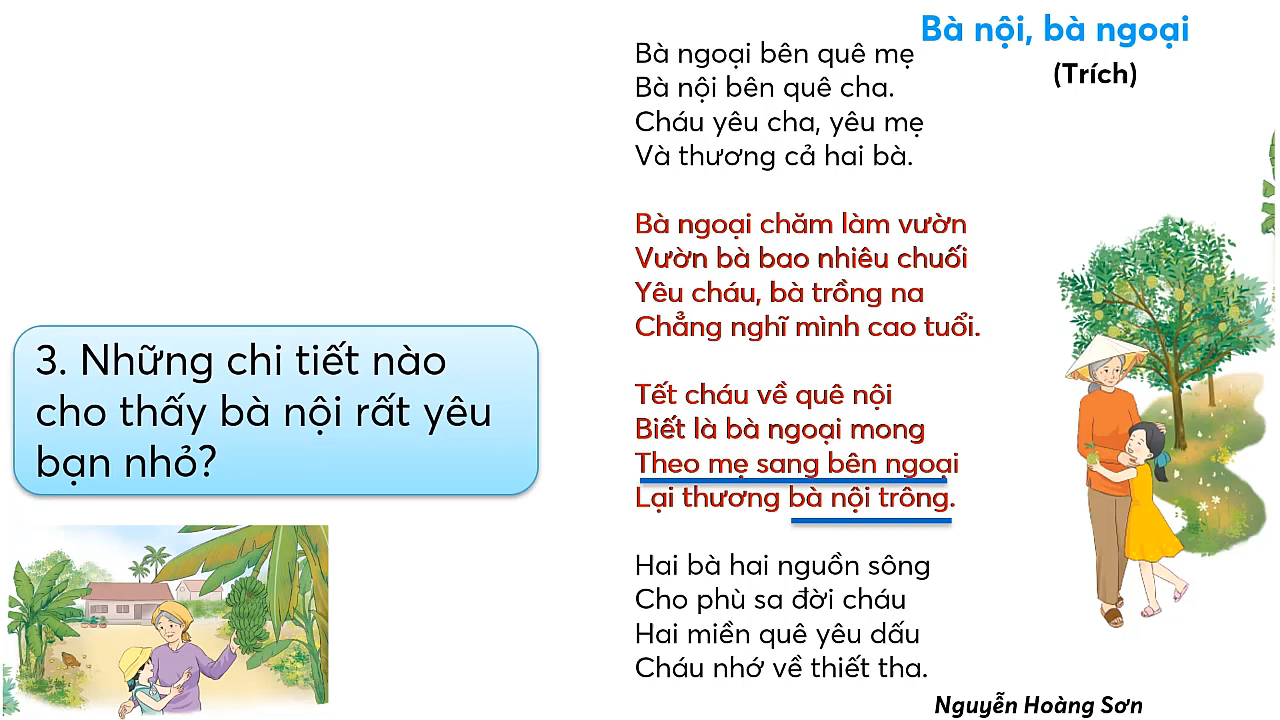 Bà nội, bà ngoại
(Trích)
Bà ngoại bên quê mẹ
Bà nội bên quê cha.
Cháu yêu cha, yêu mẹ
Và thương cả hai bà.
Bà ngoại chăm làm vườn
Vườn bà bao nhiêu chuối
Yêu cháu, bà trồng na
Chẳng nghĩ mình cao tuổi.
Tết cháu về quê nội
Biết là bà ngoại mong
Theo mẹ sang bên ngoại
Lại thương bà nội trông.
Hai bà hai nguồn sông
Cho phù sa đời cháu
Hai miền quê yêu dấu
Cháu nhớ về thiết tha.
Nguyễn Hoàng Sơn
3. Những chi tiết nào
cho thấy bà nội rất yêu
bạn nhỏ?